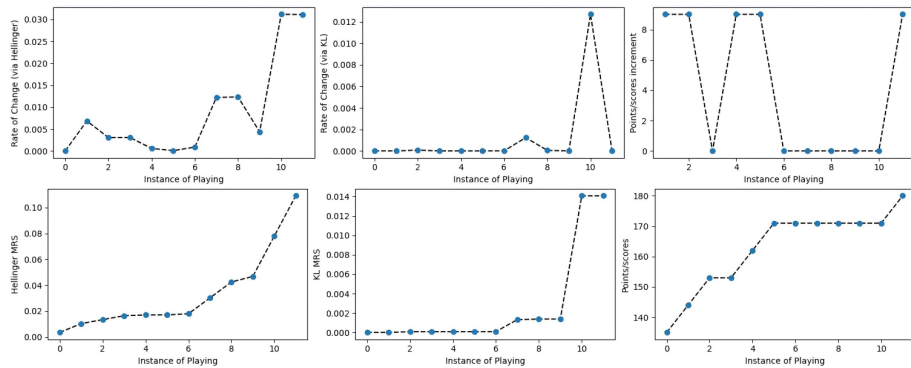 Rate of Change (via Hellinger)
0.030
0.025
0.020
0.015
0.010
0.005
0.000
0 2 4 6 8 10
Instance of Playing
Rate of Change (via KL)
0.012
0.010
0.008
0.006
0.004
0.002
0.000
0 2 4 6 8 10
Instance of Playing
Points/scores increment
8
6
4
2
0
2 4 6 8 10
Instance of Playing
Hellinger MRS
0.10
0.08
0.06
0.04
0.02
0.00
0 2 4 6 8 10
Instance of Playing
KL MRS
0.014
0.012
0.010
0.008
0.006
0.004
0.002
0.000
0 2 4 6 8 10
Instance of Playing
Points/scores
180
170
160
150
140
0 2 4 6 8 10
Instance of Playing